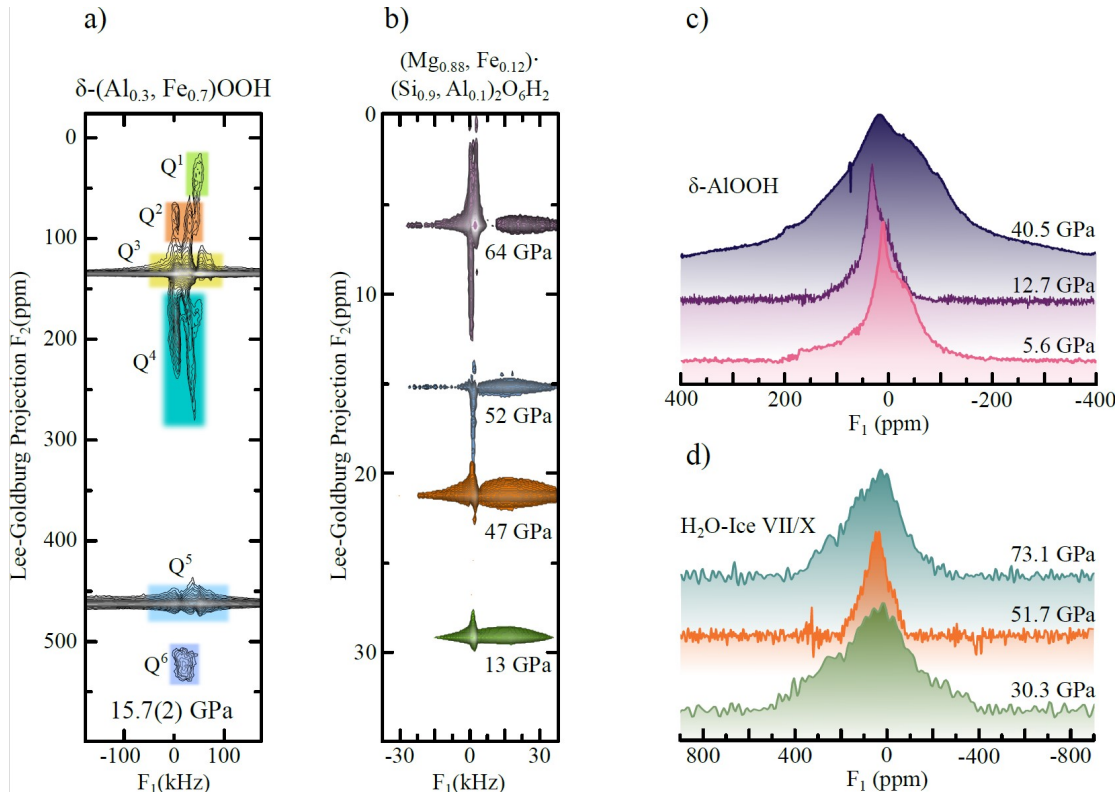 a)
δ-(Al0.3, Fe0.7)OOH
Lee-Goldburg Projection F2(ppm)
0
100
200
300
400
500
Q1
Q2
Q3
Q4
Q5
Q6
15.7(2) GPa
-100 0 100
F1(kHz)
b)
(Mg0.88, Fe0.12)·
(Si0.9, Al0.1)2O6H2
Lee-Goldburg Projection F2(ppm)
0
10
20
30
64 GPa
52 GPa
47 GPa
13 GPa
-30 0 30
F1(kHz)
c)
δ-AlOOH
40.5 GPa
12.7 GPa
5.6 GPa
400 200 0 -200 -400
F1 (ppm)
d)
H2O-Ice VII/X
73.1 GPa
51.7 GPa
30.3 GPa
800 400 0 -400 -800
F1 (ppm)